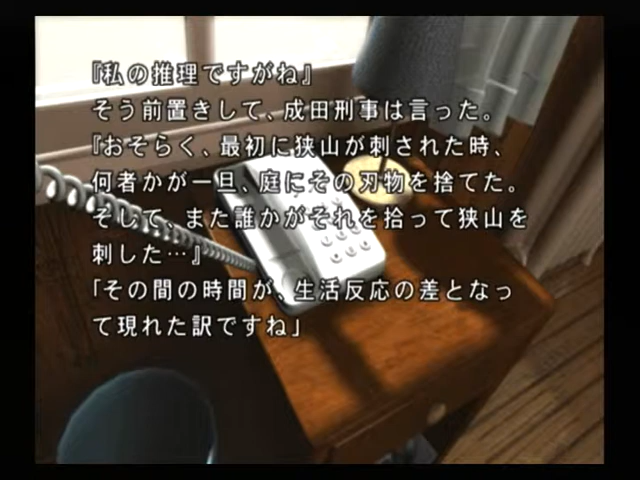 『私の推理ですがね』
そう前置きして、成田刑事は言った。
『おそらく、最初に狭山が刺された時、
何者かが一旦、庭にその刃物を捨てた。
そして、また誰かがそれを拾って狭山を
刺した…』
「その間の時間が、生活反応の差となっ
て現れた訳ですね」